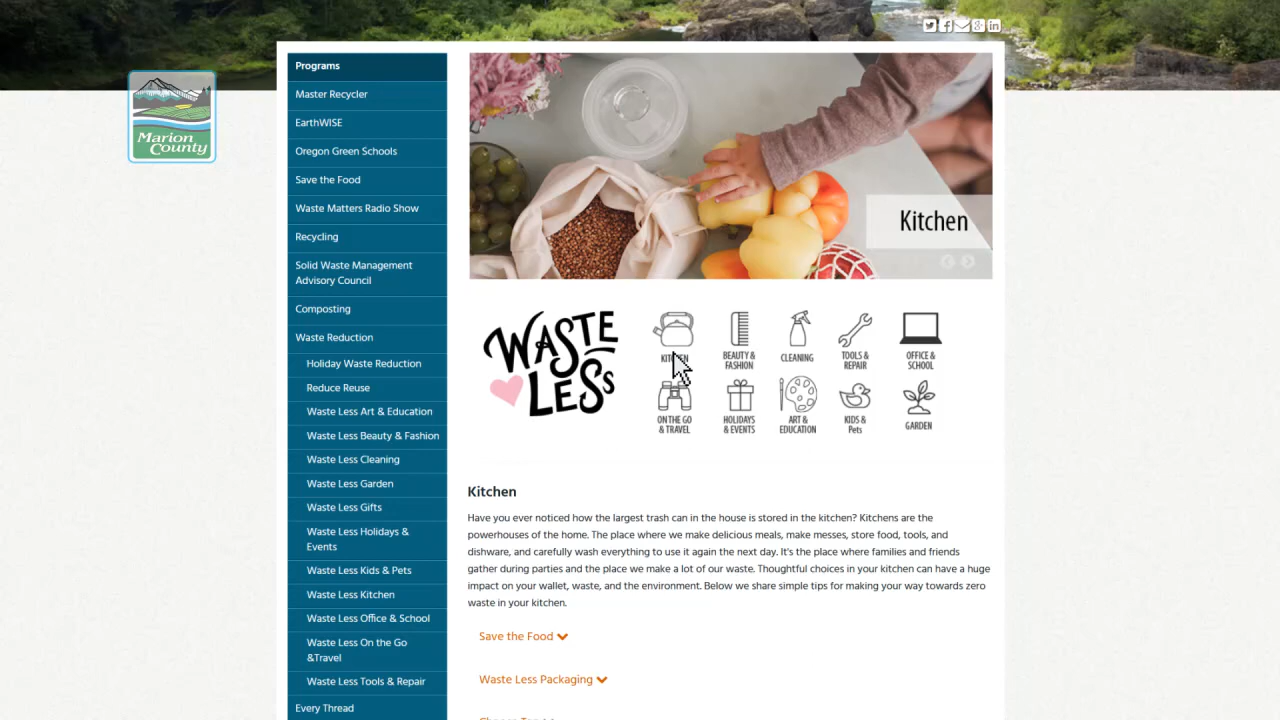 Marion
County
Programs
Master Recycler
EarthWISE
Oregon Green Schools
Save the Food
Waste Matters Radio Show
Recycling
Solid Waste Management
Advisory Council
Composting
Waste Reduction
Holiday Waste Reduction
Reduce Reuse
Waste Less Art & Education
Waste Less Beauty & Fashion
Waste Less Cleaning
Waste Less Garden
Waste Less Gifts
Waste Less Holidays &
Events
Waste Less Kids & Pets
Waste Less Kitchen
Waste Less Office & School
Waste Less On the Go
&Travel
Waste Less Tools & Repair
Every Thread
Kitchen
WASTE
LESS
KITCHEN
BEAUTY &
FASHION
CLEANING
TOOLS &
REPAIR
OFFICE &
SCHOOL
ON THE GO
& TRAVEL
HOLIDAYS
& EVENTS
ART &
EDUCATION
KIDS &
Pets
GARDEN
Kitchen
Have you ever noticed how the largest trash can in the house is stored in the kitchen? Kitchens are the
powerhouses of the home. The place where we make delicious meals, make messes, store food, tools, and
dishware, and carefully wash everything to use it again the next day. It's the place where families and friends
gather during parties and the place we make a lot of our waste. Thoughtful choices in your kitchen can have a huge
impact on your wallet, waste, and the environment. Below we share simple tips for making your way towards zero
waste in your kitchen.
Save the Food
Waste Less Packaging